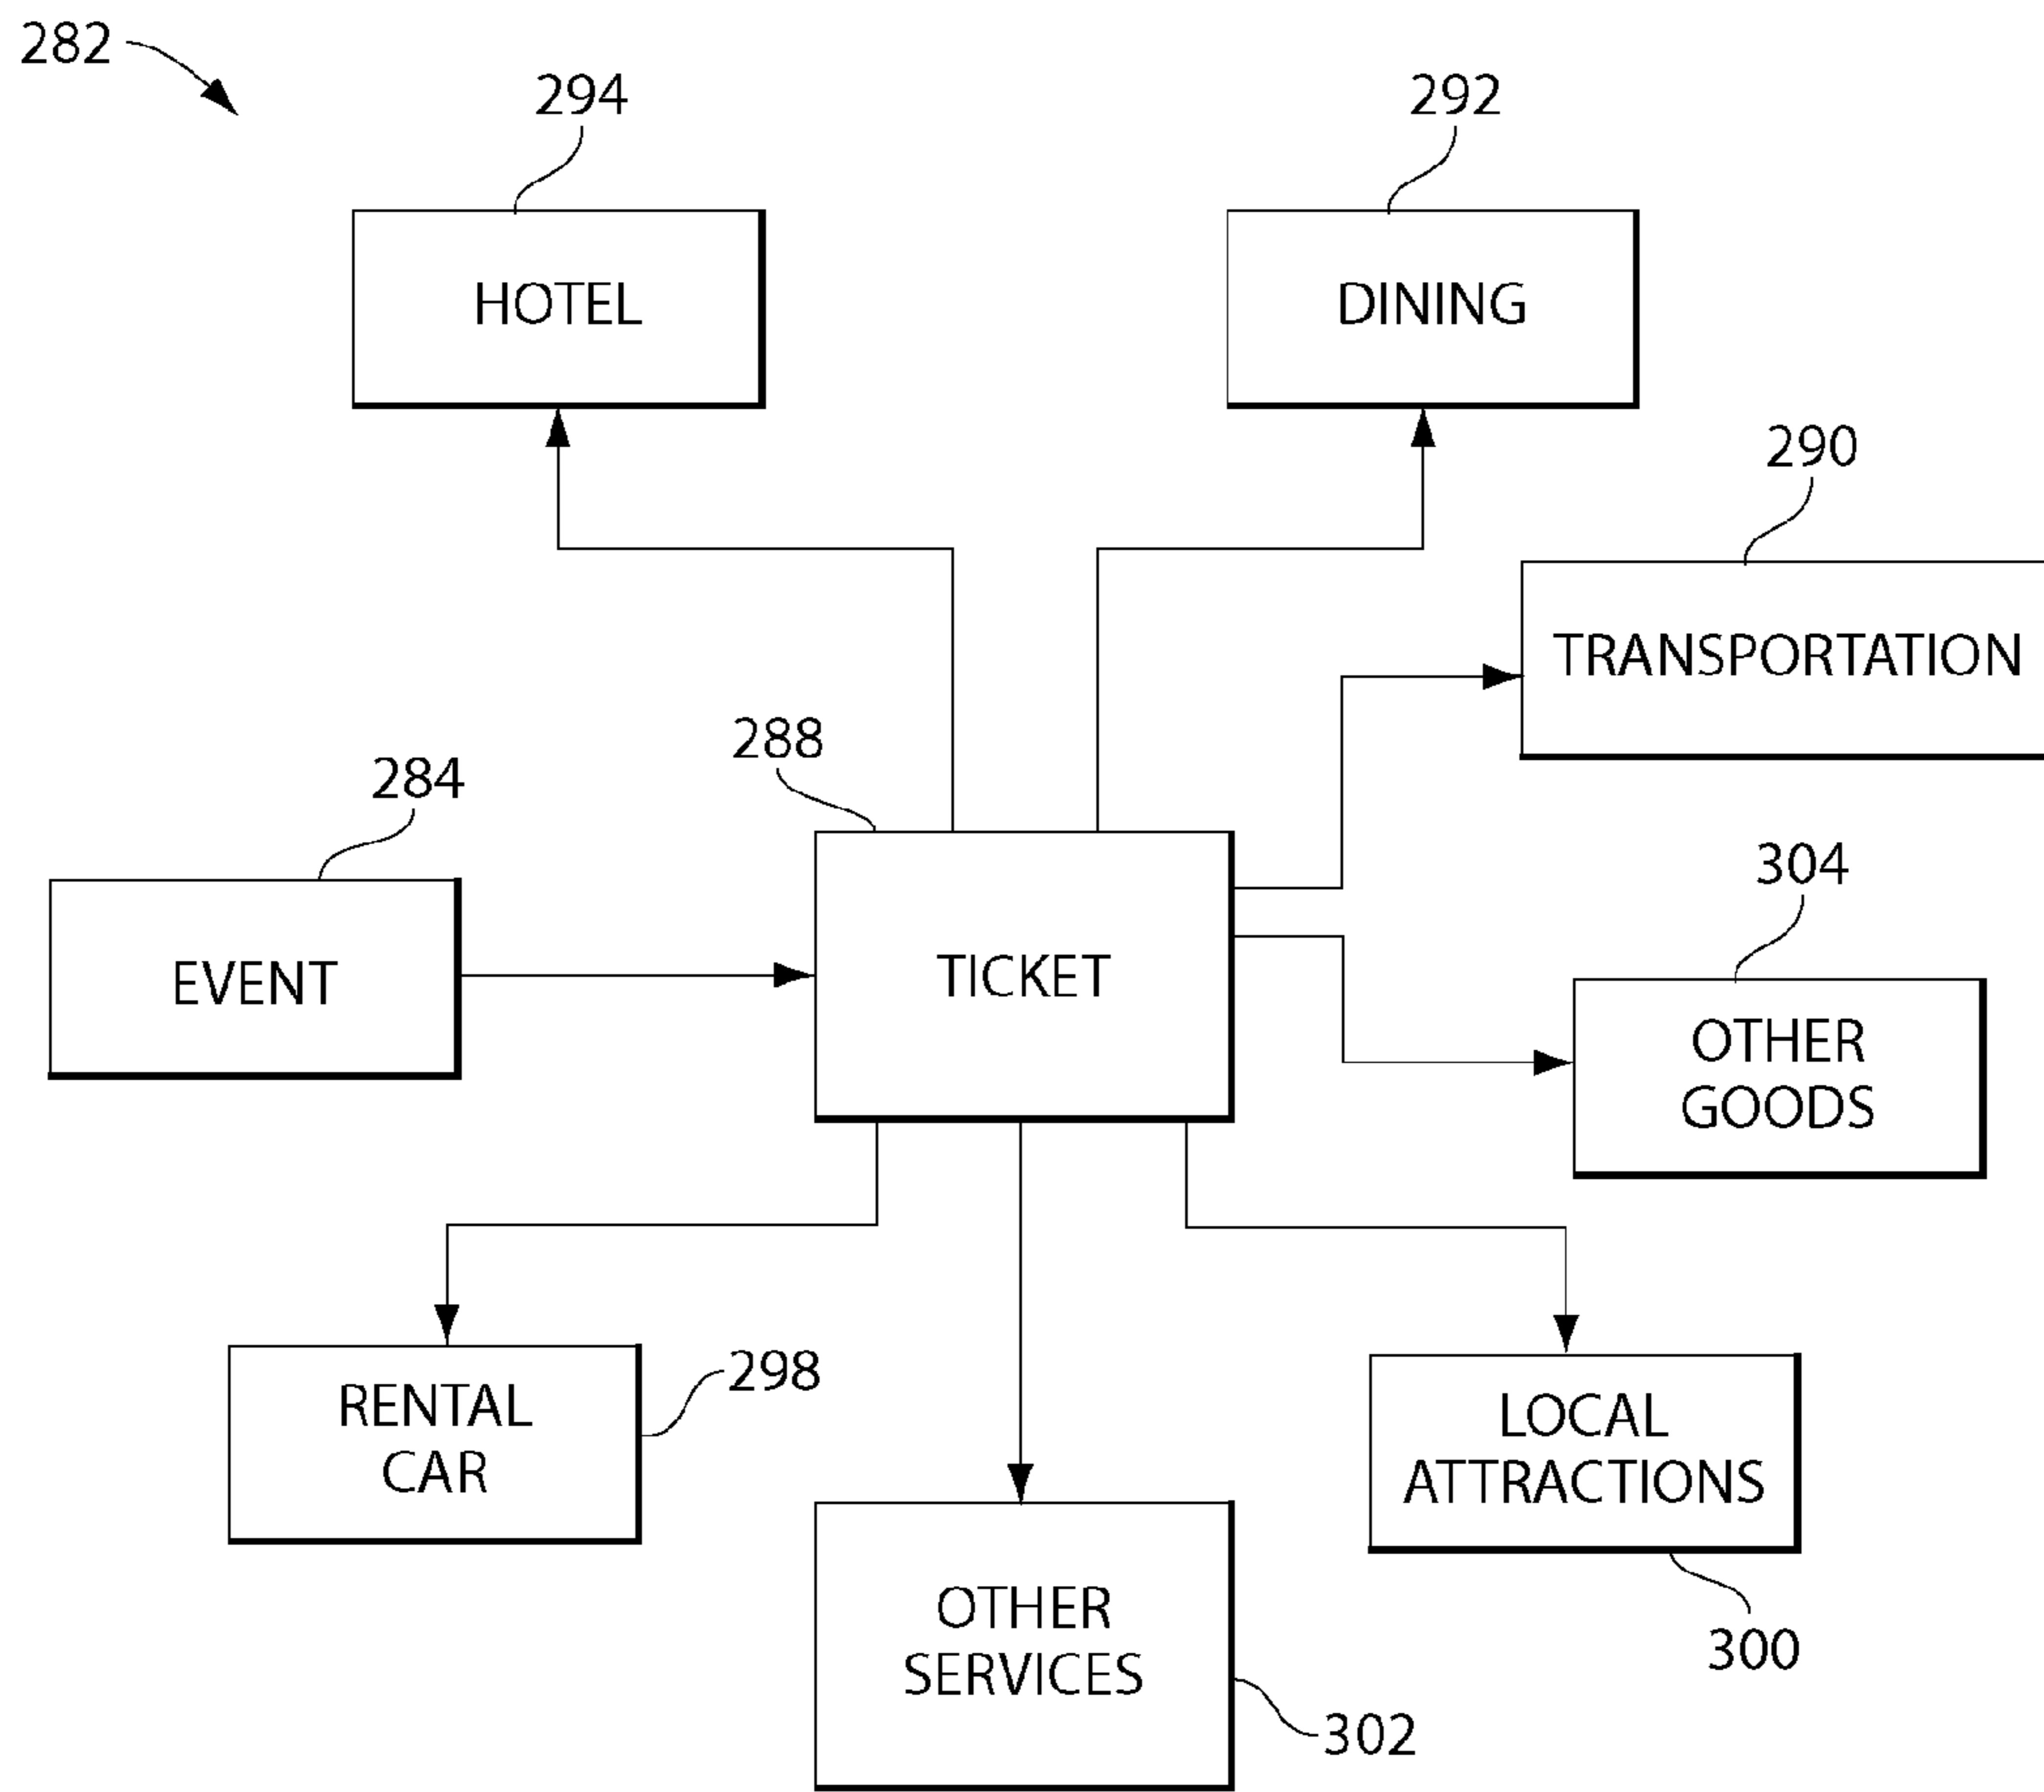 282
294
292
HOTEL
DINING
290
TRANSPORTATION
288
284
304
EVENT
TICKET
OTHER
GOODS
298
RENTAL
CAR
LOCAL
ATTRACTIONS
OTHER
SERVICES
300
302